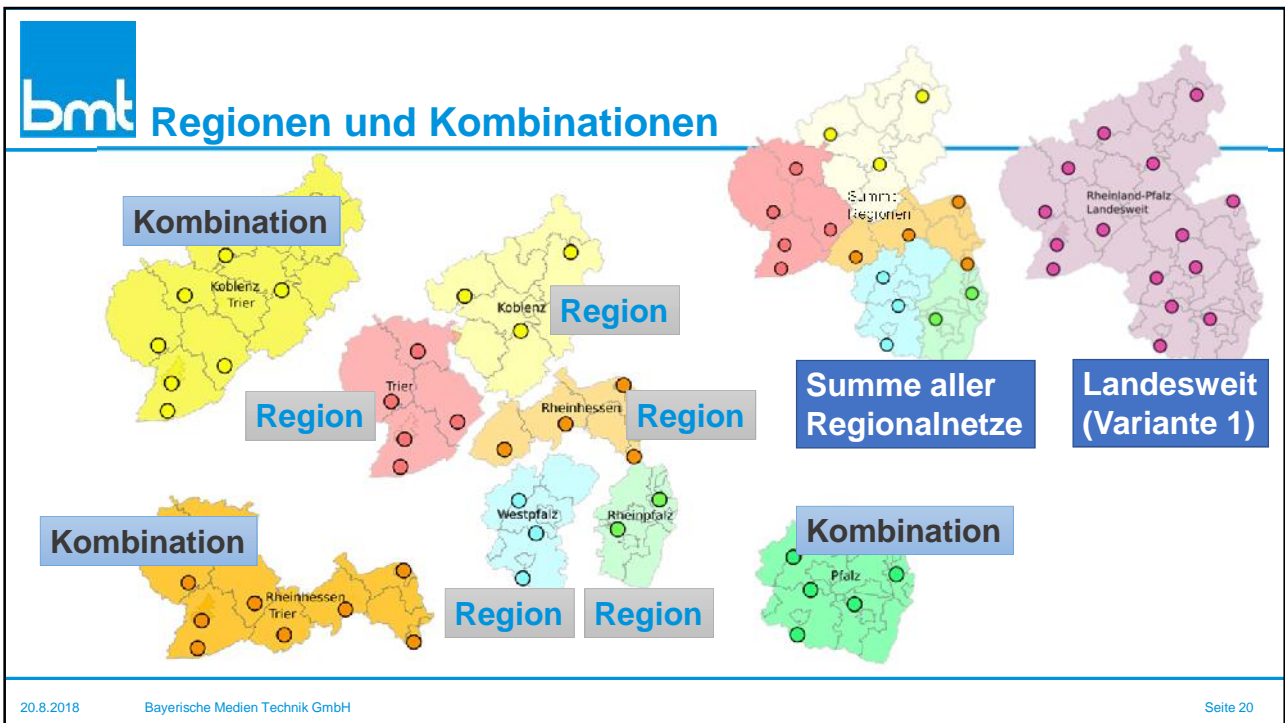 bmt
Regionen und Kombinationen
Kombination
Koblenz
Trier
Koblenz
Region
Trier
Region
Rheinhessen
Region
Westpfalz
Region
Rheinpfalz
Region
Kombination
Rheinhessen
Trier
Regionen
Summe aller
Regionalnetze
Rheinland-Pfalz
Landesweit
Landesweit
(Variante 1)
Kombination
Pfalz
20.8.2018
Bayerische Medien Technik GmbH
Seite 20